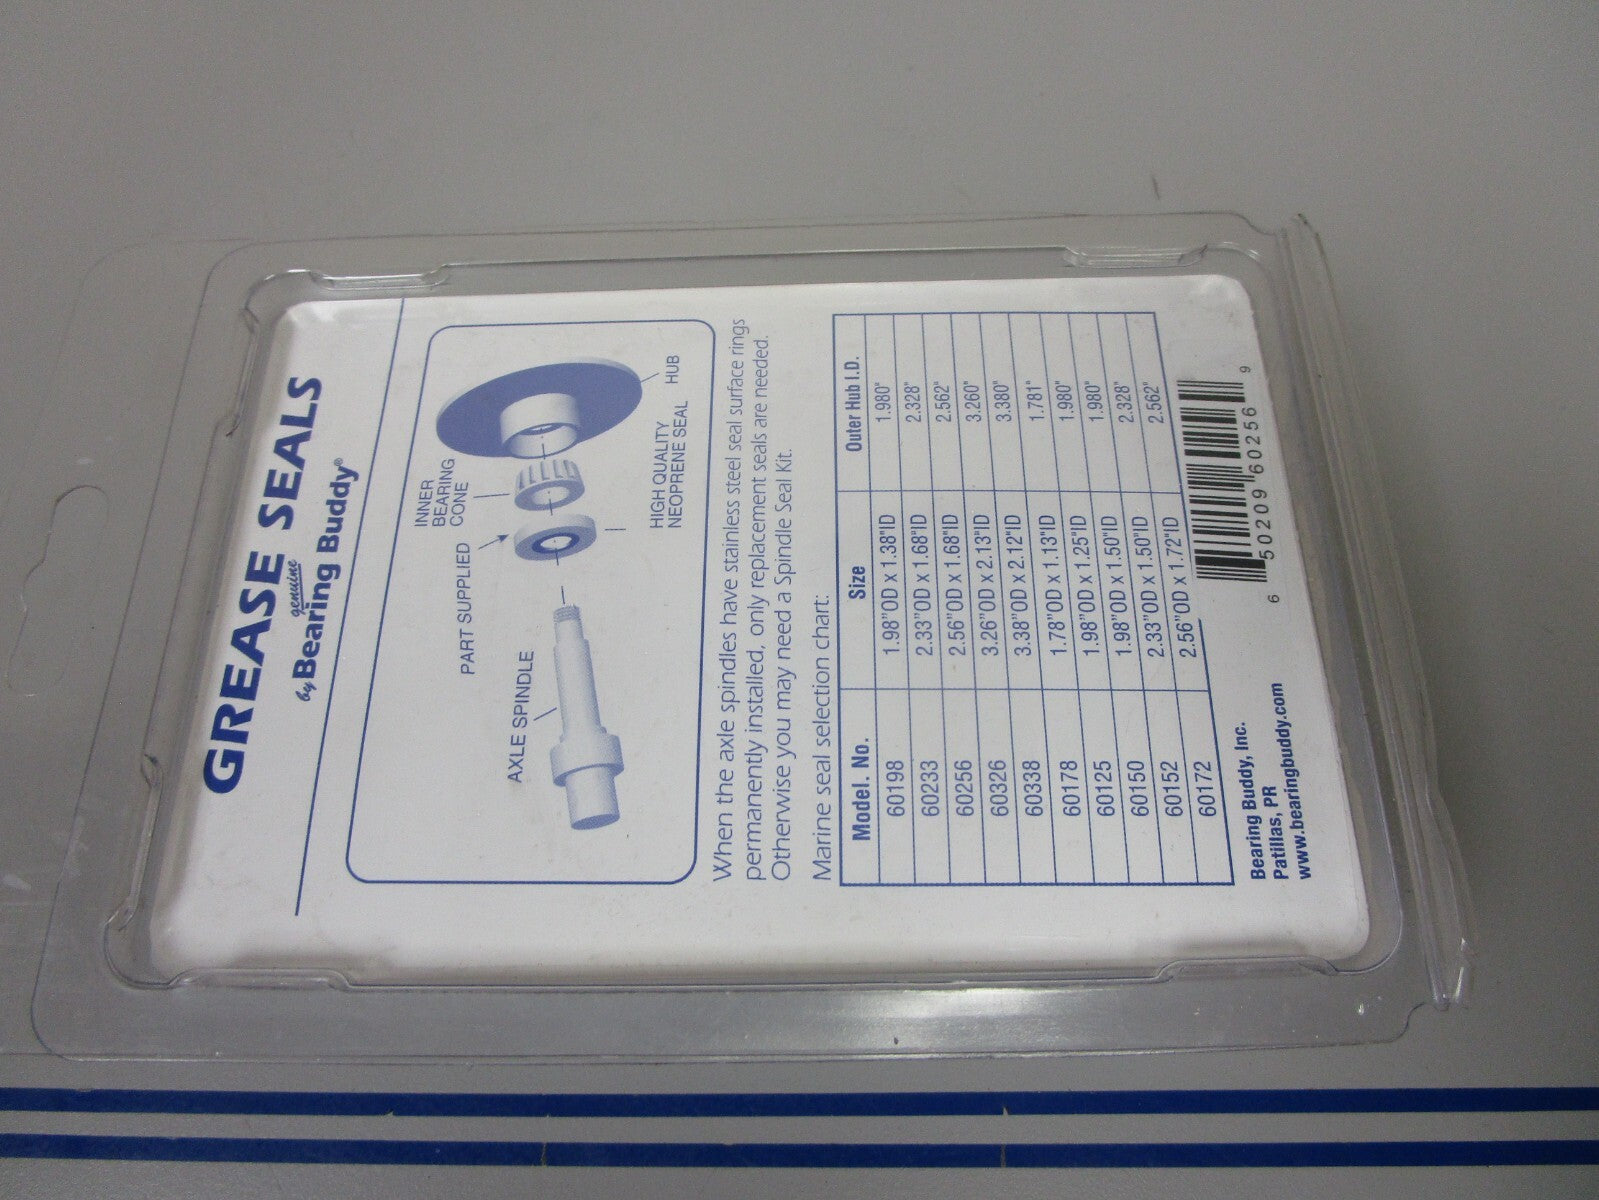 GREASE SEALS
by genuine Bearing Buddy®
INNER
BEARING
CONE
PART SUPPLIED
AXLE SPINDLE
HUB
HIGH QUALITY
NEOPRENE SEAL
When the axle spindles have stainless steel seal surface rings
permanently installed, only replacement seals are needed.
Otherwise you may need a Spindle Seal Kit.
Marine seal selection chart:
Model. No. Size Outer Hub I.D.
60198 1.98"OD x 1.38"ID 1.980"
60233 2.33"OD x 1.68"ID 2.328"
60256 2.56"OD x 1.68"ID 2.562"
60326 3.26"OD x 2.13"ID 3.260"
60338 3.38"OD x 2.12"ID 3.380"
60178 1.78"OD x 1.13"ID 1.781"
60125 1.98"OD x 1.25"ID 1.980"
60150 1.98"OD x 1.50"ID 1.980"
60152 2.33"OD x 1.50"ID 2.328"
60172 2.56"OD x 1.72"ID 2.562"
Bearing Buddy, Inc.
Patillas, PR
www.bearingbuddy.com
6 50209 60256 9